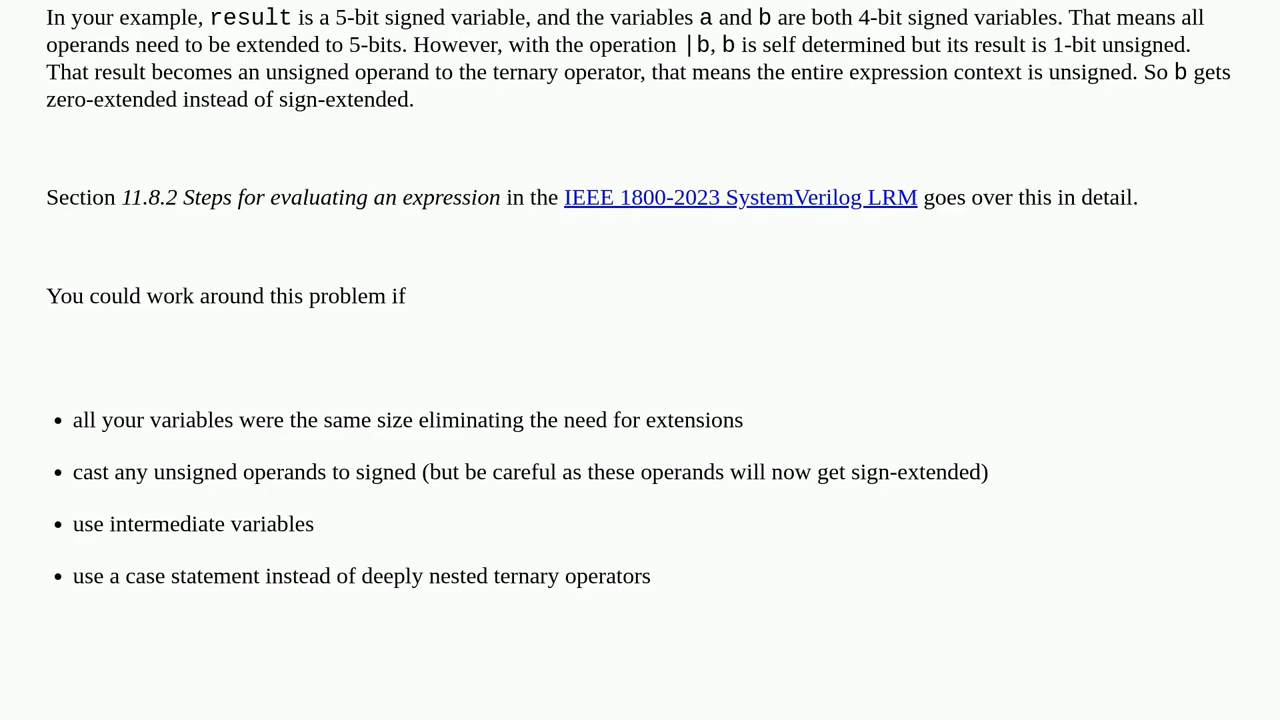 In your example, result is a 5-bit signed variable, and the variables a and b are both 4-bit signed variables. That means all
operands need to be extended to 5-bits. However, with the operation |b, b is self determined but its result is 1-bit unsigned.
That result becomes an unsigned operand to the ternary operator, that means the entire expression context is unsigned. So b gets
zero-extended instead of sign-extended.
Section 11.8.2 Steps for evaluating an expression in the IEEE 1800-2023 SystemVerilog LRM goes over this in detail.
You could work around this problem if
• all your variables were the same size eliminating the need for extensions
• cast any unsigned operands to signed (but be careful as these operands will now get sign-extended)
• use intermediate variables
• use a case statement instead of deeply nested ternary operators